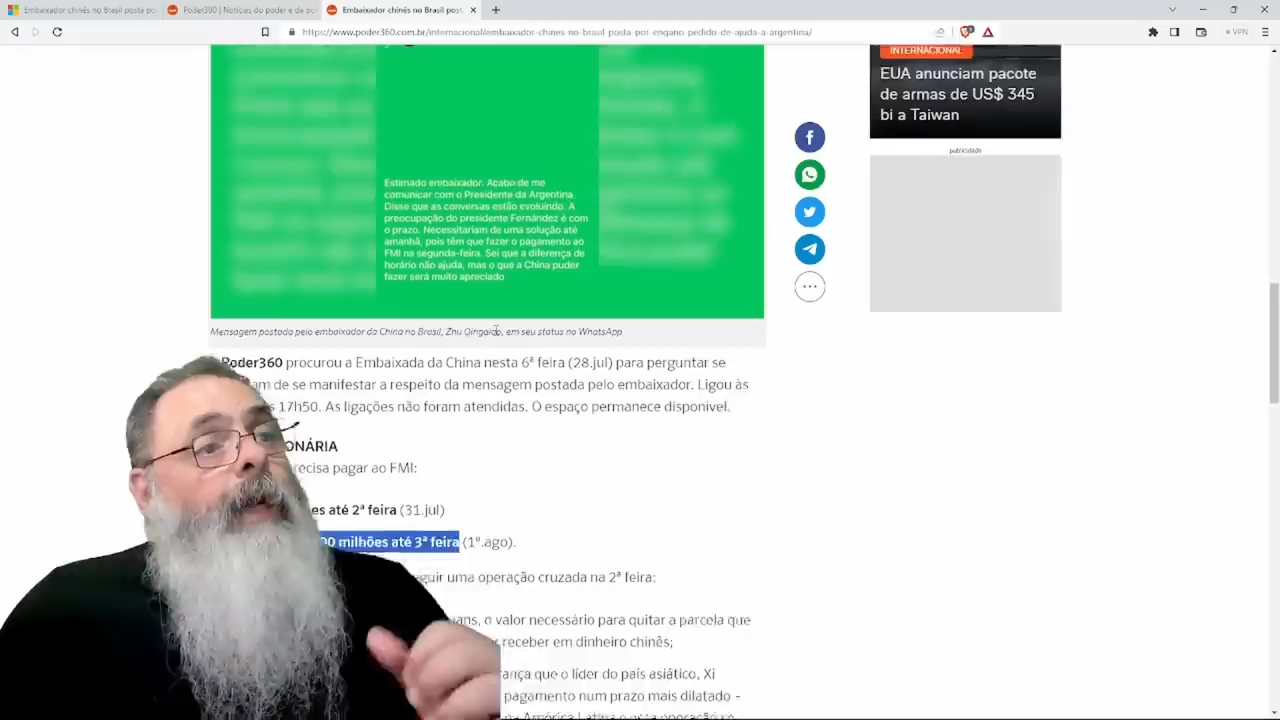 Embaixador chinês no Brasil posta po
Poder360 | Notícias do poder e da po
Embaixador chinês no Brasil post
https://www.poder360.com.br/internacional/embaixador-chines-no-brasil-posta-por-engano-pedido-de-ajuda-a-argentina/
VPN
INTERNACIONAL
EUA anunciam pacote
de armas de US$ 345
bi a Taiwan
publicidade
Estimado embaixador. Acabo de me
comunicar com o Presidente da Argentina.
Disse que as conversas estão evoluindo. A
preocupação do presidente Fernández é com
o prazo. Necessitariam de uma solução até
amanhã, pois têm que fazer o pagamento ao
FMI na segunda-feira. Sei que a diferença de
horário não ajuda, mas o que a China puder
fazer será muito apreciado
Mensagem postada pelo embaixador da China no Brasil, Zhu Qingqiao, em seu status no WhatsApp
Poder360 procurou a Embaixada da China nesta 6ª feira (28.jul) para perguntar se
am de se manifestar a respeito da mensagem postada pelo embaixador. Ligou às
s 17h50. As ligações não foram atendidas. O espaço permanece disponível.
ONÁRIA
recisa pagar ao FMI:
es até 2ª feira (31.jul)
00 milhões até 3ª feira (1º.ago).
guir uma operação cruzada na 2ª feira:
uans, o valor necessário para quitar a parcela que
receber em dinheiro chinês;
rança que o líder do país asiático, Xi
pagamento num prazo mais dilatado –
América Latina